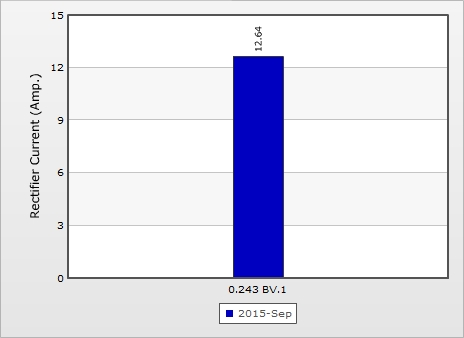 15
12.64
12
9
6
3
0
Rectifier Current (Amp.)
0.243 BV.1
2015-Sep